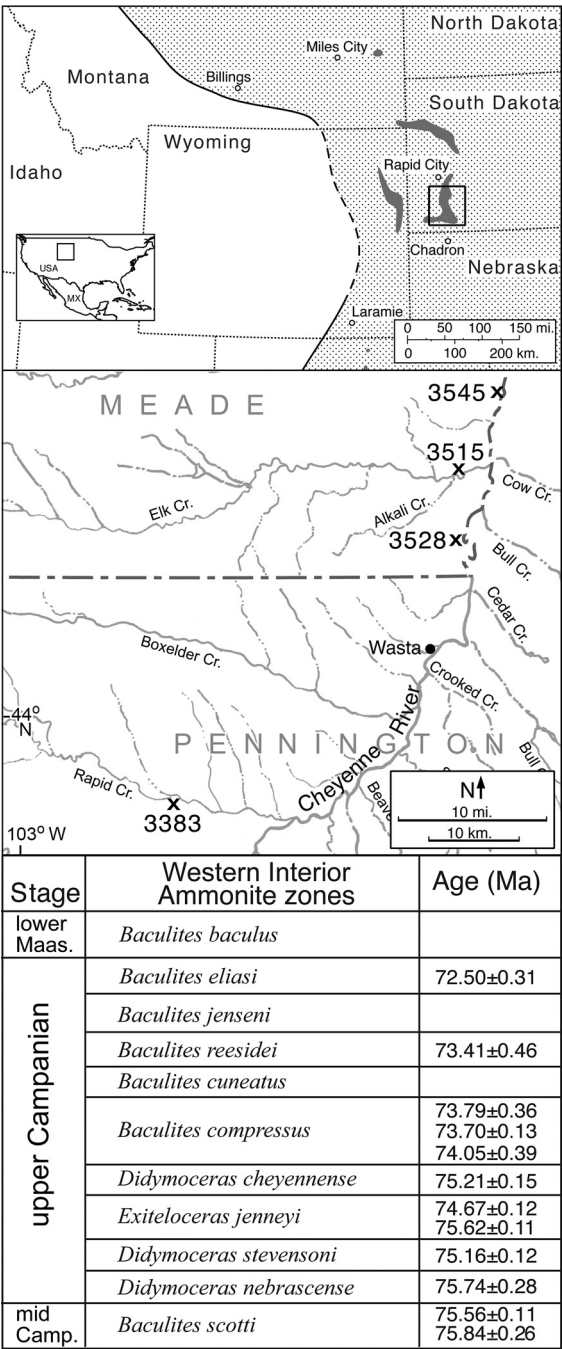 North Dakota
Miles City
Montana
Billings
South Dakota
Wyoming
Rapid City
Idaho
Chadron
USA
MX
Nebraska
Laramie
0 50 100 150 mi.
0 100 200 km.
MEADE
3545
3515
Cow Cr.
Elk Cr.
Alkali Cr.
3528
Bull Cr.
Cedar Cr.
Wasta
Boxelder Cr.
Crooked Cr.
44° N
PENNINGTON
Cheyenne River
Rapid Cr.
N
10 mi.
10 km.
3383
103° W
Stage Western Interior Ammonite zones Age (Ma)
lower Maas. Baculites baculus
upper Campanian
Baculites eliasi 72.50±0.31
Baculites jenseni
Baculites reesidei 73.41±0.46
Baculites cuneatus
Baculites compressus 73.79±0.36
73.70±0.13
74.05±0.39
Didymoceras cheyennense 75.21±0.15
Exiteloceras jenneyi 74.67±0.12
75.62±0.11
Didymoceras stevensoni 75.16±0.12
Didymoceras nebrascense 75.74±0.28
mid Camp. Baculites scotti 75.56±0.11
75.84±0.26